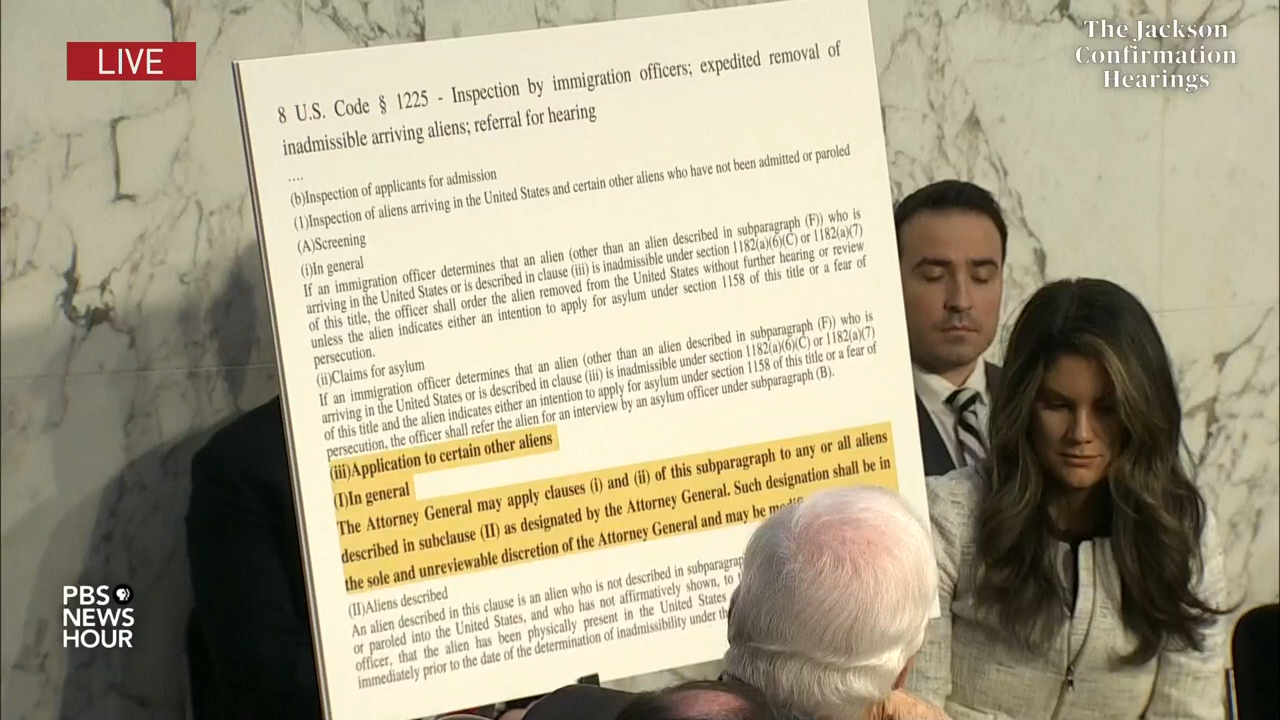 LIVE
The Jackson
Confirmation
Hearings
8 U.S. Code § 1225 - Inspection by immigration officers; expedited removal of
inadmissible arriving aliens; referral for hearing
....
(b)Inspection of applicants for admission
(1)Inspection of aliens arriving in the United States and certain other aliens who have not been admitted or paroled
(A)Screening
(i)In general
If an immigration officer determines that an alien (other than an alien described in subparagraph (F)) who is
arriving in the United States or is described in clause (iii) is inadmissible under section 1182(a)(6)(C) or 1182(a)(7)
of this title, the officer shall order the alien removed from the United States without further hearing or review
unless the alien indicates either an intention to apply for asylum under section 1158 of this title or a fear of
persecution.
(ii)Claims for asylum
If an immigration officer determines that an alien (other than an alien described in subparagraph (F)) who is
arriving in the United States or is described in clause (iii) is inadmissible under section 1182(a)(6)(C) or 1182(a)(7)
of this title and the alien indicates either an intention to apply for asylum under section 1158 of this title or a fear of
persecution, the officer shall refer the alien for an interview by an asylum officer under subparagraph (B).
(iii)Application to certain other aliens
(I)In general
The Attorney General may apply clauses (i) and (ii) of this subparagraph to any or all aliens
described in subclause (II) as designated by the Attorney General. Such designation shall be in
the sole and unreviewable discretion of the Attorney General and may be
(II)Aliens described
An alien described in this clause is an alien who is not described in
or paroled into the United States, and who has not affirmatively shown, to
officer, that the alien has been physically present in the United States
immediately prior to the date of the determination of inadmissibility under
PBS
NEWS
HOUR